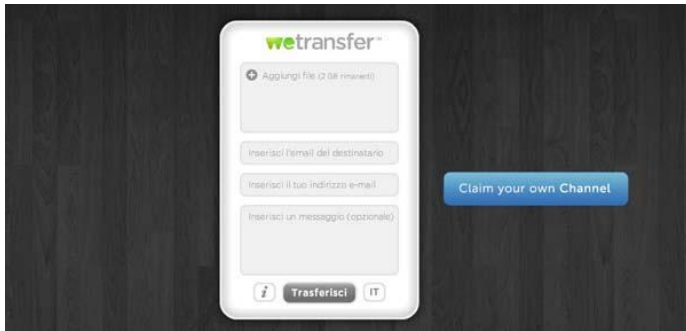 wetransfer™
Aggiungi file (2 GB rimanenti)
Inserisci l'email del destinatario
Inserisci il tuo indirizzo e-mail
Inserisci un messaggio (opzionale)
i Trasferisci IT
Claim your own Channel